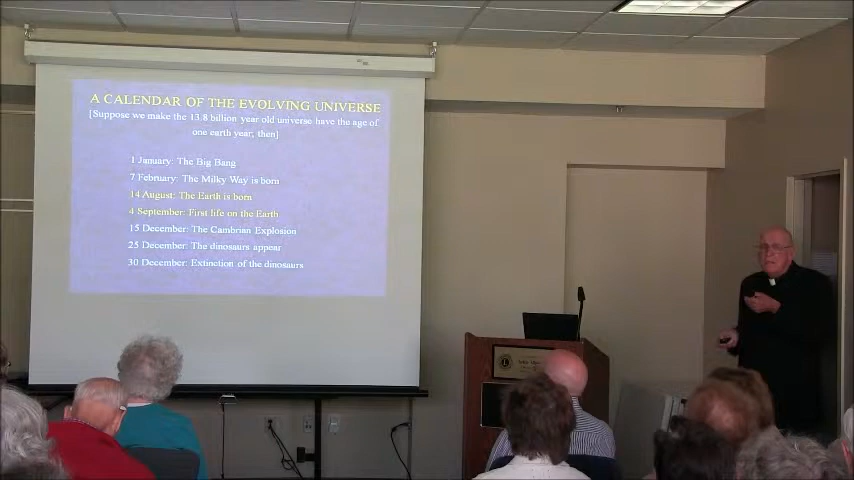 A CALENDAR OF THE EVOLVING UNIVERSE
[Suppose we make the 13.8 billion year old universe have the age of
one earth year, then]
1 January: The Big Bang
7 February: The Milky Way is born
14 August: The Earth is born
4 September: First life on the Earth
15 December: The Cambrian Explosion
25 December: The dinosaurs appear
30 December: Extinction of the dinosaurs